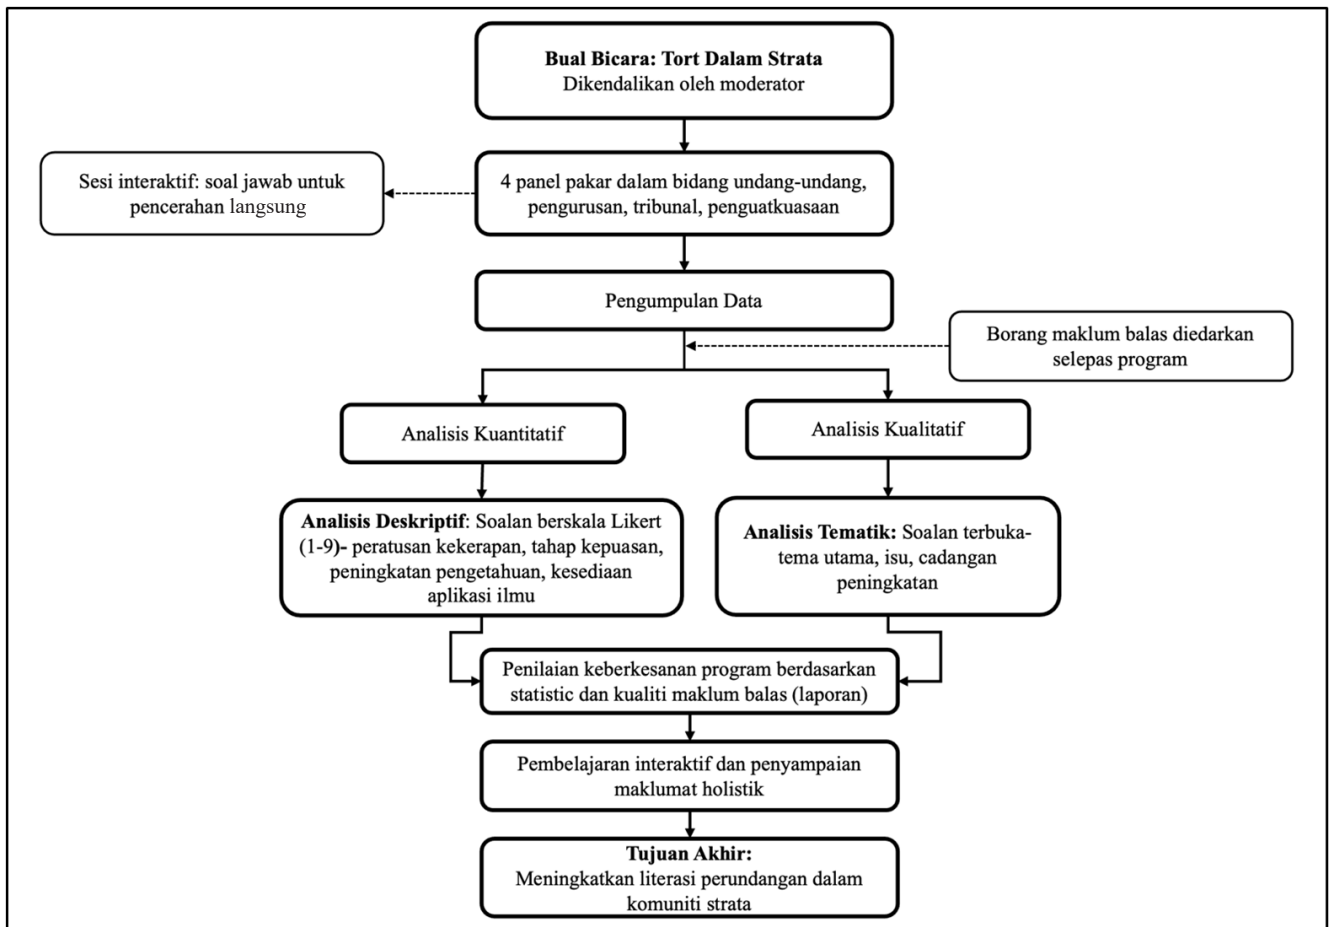 Bual Bicara: Tort Dalam Strata
Dikendalikan oleh moderator
Sesi interaktif: soal jawab untuk
pencerahan langsung
4 panel pakar dalam bidang undang-undang,
pengurusan, tribunal, penguatkuasaan
Pengumpulan Data
Borang maklum balas diedarkan
selepas program
Analisis Kuantitatif
Analisis Kualitatif
Analisis Deskriptif: Soalan berskala Likert
(1-9)- peratusan kekerapan, tahap kepuasan,
peningkatan pengetahuan, kesediaan
aplikasi ilmu
Analisis Tematik: Soalan terbuka-
tema utama, isu, cadangan
peningkatan
Penilaian keberkesanan program berdasarkan
statistic dan kualiti maklum balas (laporan)
Pembelajaran interaktif dan penyampaian
maklumat holistik
Tujuan Akhir:
Meningkatkan literasi perundangan dalam
komuniti strata